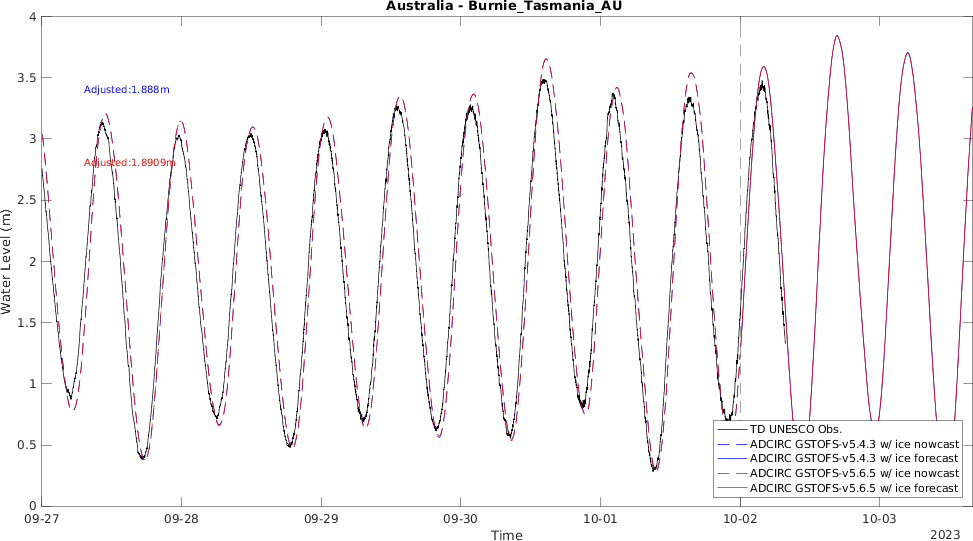 Australia - Burnie_Tasmania_AU
4
3.5
3
2.5
2
1.5
1
0.5
0
Water Level (m)
Adjusted:1.888m
Adjusted:1.8909m
TD UNESCO Obs.
ADCIRC GSTOFS-v5.4.3 w/ ice nowcast
ADCIRC GSTOFS-v5.4.3 w/ ice forecast
ADCIRC GSTOFS-v5.6.5 w/ ice nowcast
ADCIRC GSTOFS-v5.6.5 w/ ice forecast
09-27 09-28 09-29 09-30 10-01 10-02 10-03
Time
2023